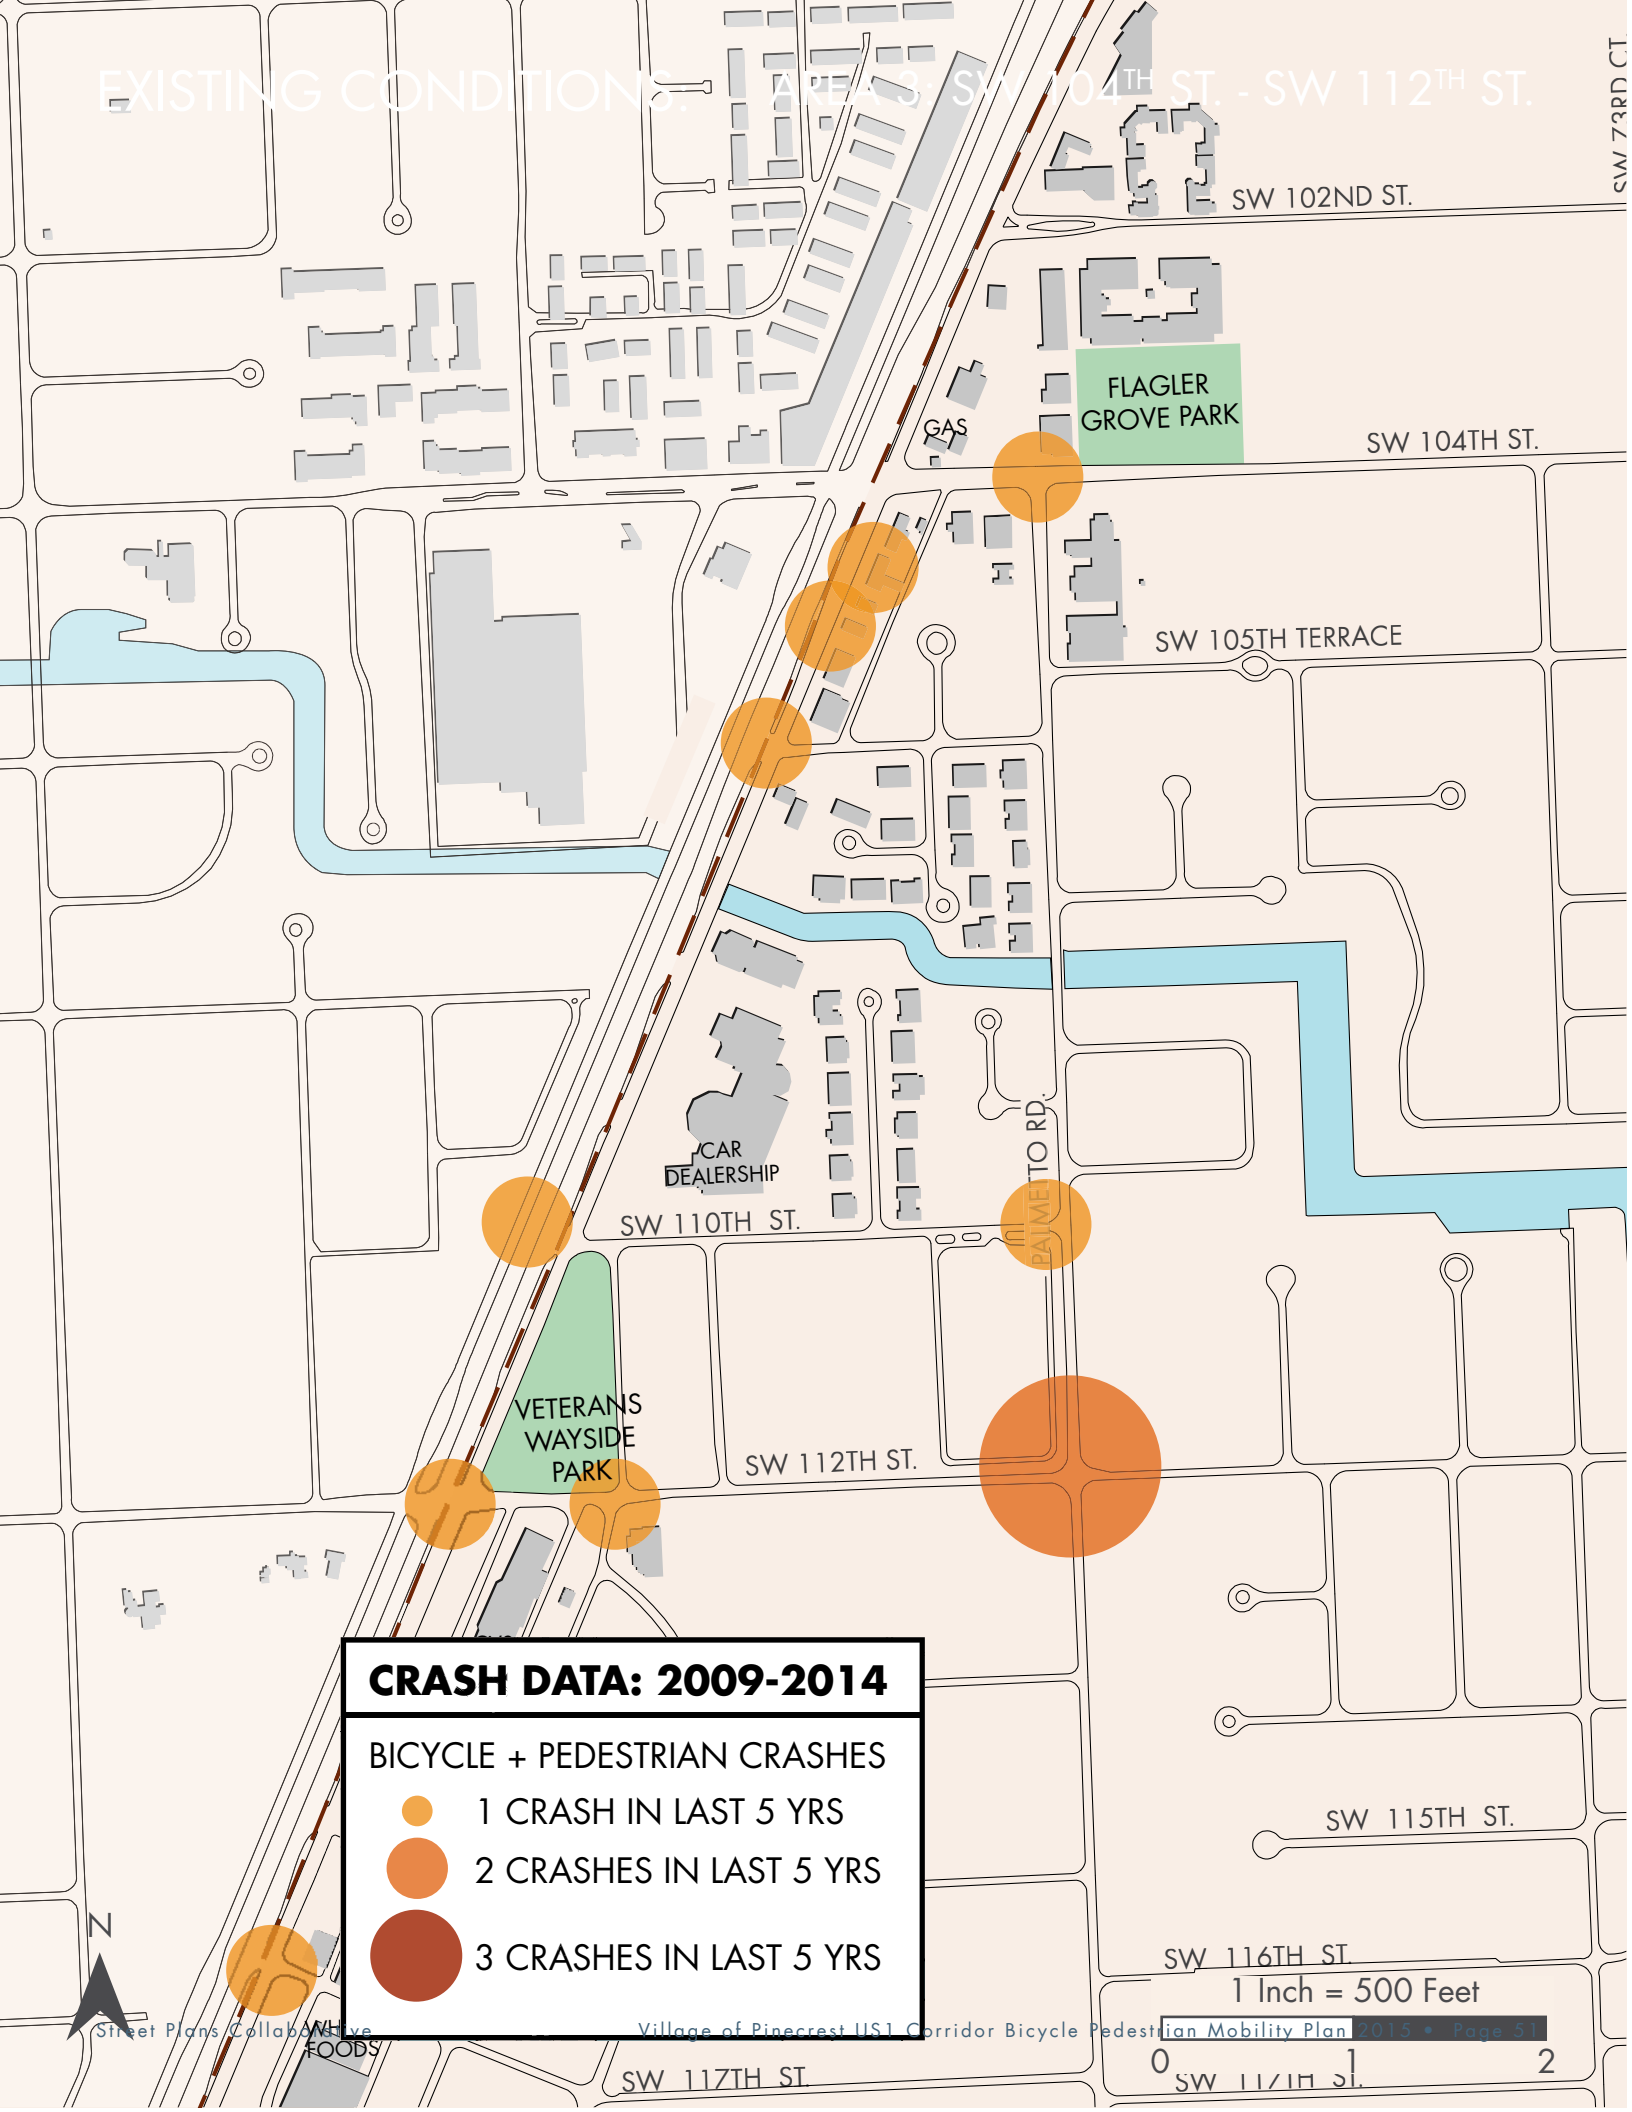 EXISTING CONDITIONS: AREA 3: SW 104TH ST. - SW 112TH ST.
SW 73RD CT.
SW 102ND ST.
FLAGLER
GROVE PARK
GAS
SW 104TH ST.
SW 105TH TERRACE
PALMETTO RD.
CAR
DEALERSHIP
SW 110TH ST.
VETERANS
WAYSIDE
PARK
SW 112TH ST.
CRASH DATA: 2009-2014
BICYCLE + PEDESTRIAN CRASHES
1 CRASH IN LAST 5 YRS
2 CRASHES IN LAST 5 YRS
3 CRASHES IN LAST 5 YRS
SW 115TH ST.
N
SW 116TH ST.
1 Inch = 500 Feet
Street Plans Collaborative
Village of Pinecrest US1 Corridor Bicycle Pedestrian Mobility Plan 2015 • Page 51
FOODS
0 1 2
SW 117TH ST.
SW 117TH ST.